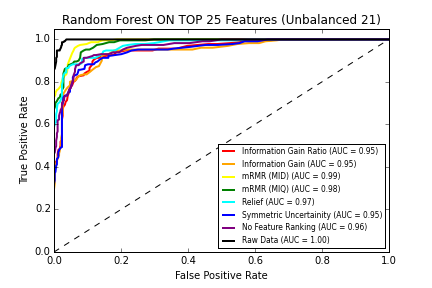 Random Forest ON TOP 25 Features (Unbalanced 21)
True Positive Rate
1.0
0.8
0.6
0.4
0.2
0.0
Information Gain Ratio (AUC = 0.95)
Information Gain (AUC = 0.95)
mRMR (MID) (AUC = 0.99)
mRMR (MIQ) (AUC = 0.98)
Relief (AUC = 0.97)
Symmetric Uncertainity (AUC = 0.95)
No Feature Ranking (AUC = 0.96)
Raw Data (AUC = 1.00)
0.0 0.2 0.4 0.6 0.8 1.0
False Positive Rate